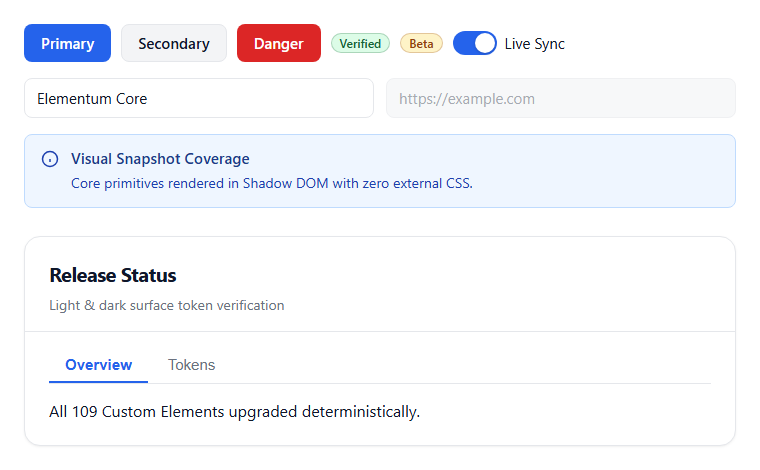 Primary Secondary Danger Verified Beta Live Sync
Elementum Core https://example.com
Visual Snapshot Coverage
Core primitives rendered in Shadow DOM with zero external CSS.
Release Status
Light & dark surface token verification
Overview Tokens
All 109 Custom Elements upgraded deterministically.